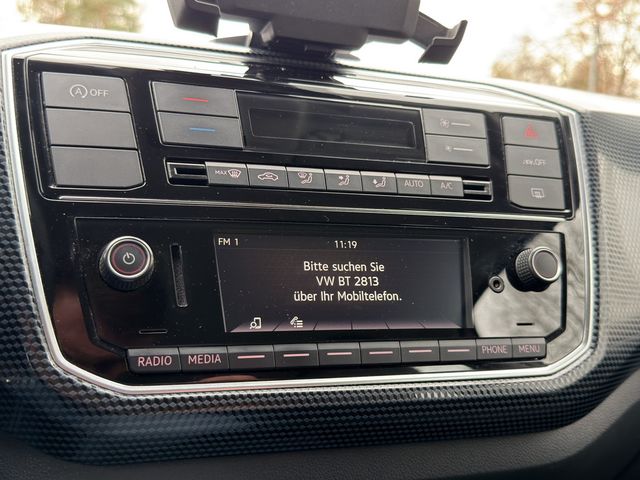 OFF
MAX
AUTO
A/C
OFF
FM 1
11:19
Bitte suchen Sie
VW BT 2813
über Ihr Mobiltelefon.
RADIO
MEDIA
PHONE
MENU